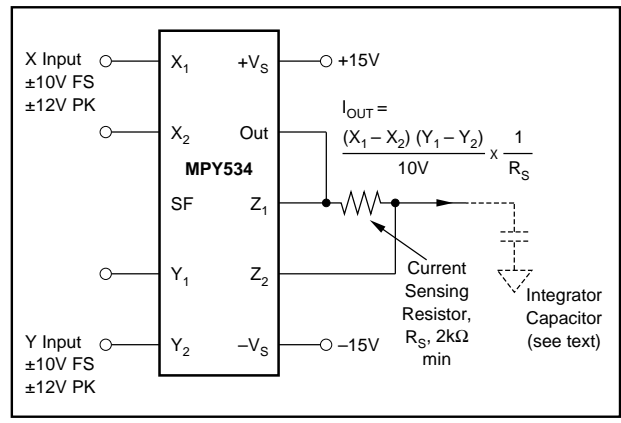 X Input
±10V FS
±12V PK
X1
+VS
+15V
X2
Out
IOUT =
(X1 – X2) (Y1 – Y2)
10V
x
1
RS
MPY534
SF
Z1
Y1
Z2
Current
Sensing
Resistor,
RS, 2kΩ
min
Integrator
Capacitor
(see text)
Y Input
±10V FS
±12V PK
Y2
–VS
–15V